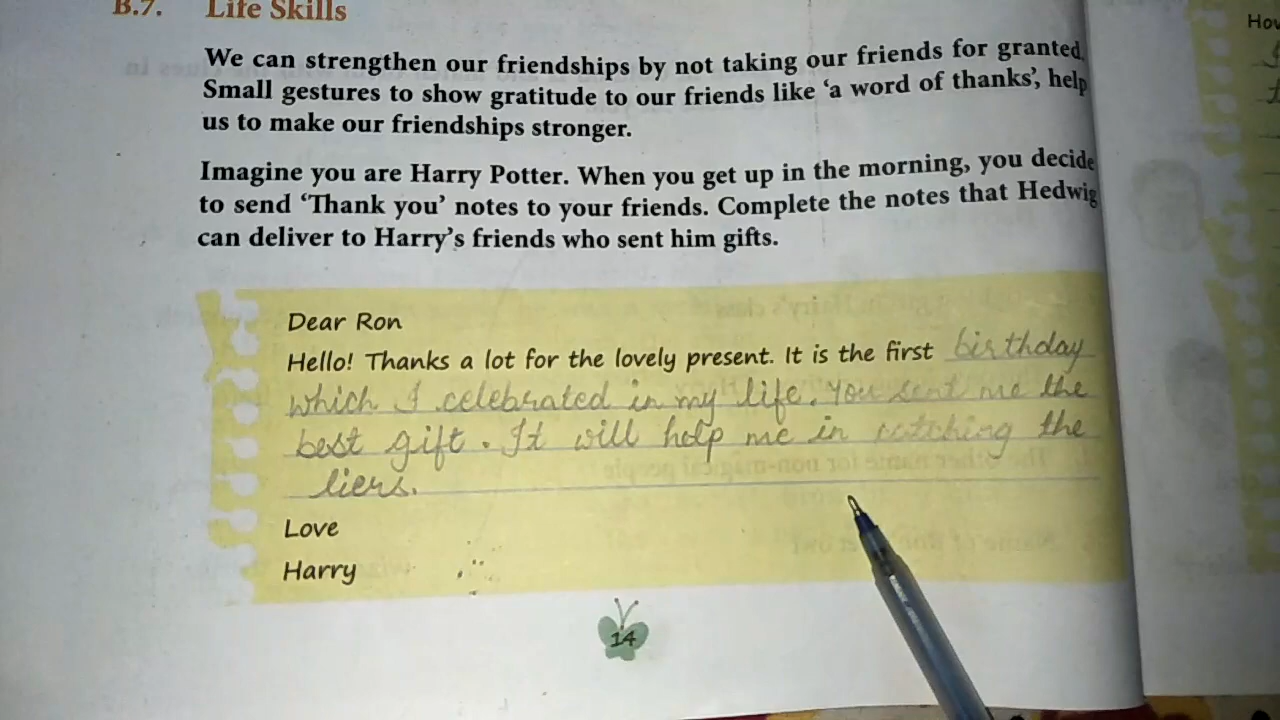 B.7. Life Skills
We can strengthen our friendships by not taking our friends for granted.
Small gestures to show gratitude to our friends like 'a word of thanks', help
us to make our friendships stronger.
Imagine you are Harry Potter. When you get up in the morning, you decide
to send 'Thank you' notes to your friends. Complete the notes that Hedwig
can deliver to Harry's friends who sent him gifts.
Dear Ron
Hello! Thanks a lot for the lovely present. It is the first birthday
which I celebrated in my life. You sent me the
best gift. It will help me in catching the
liers.
Love
Harry
14